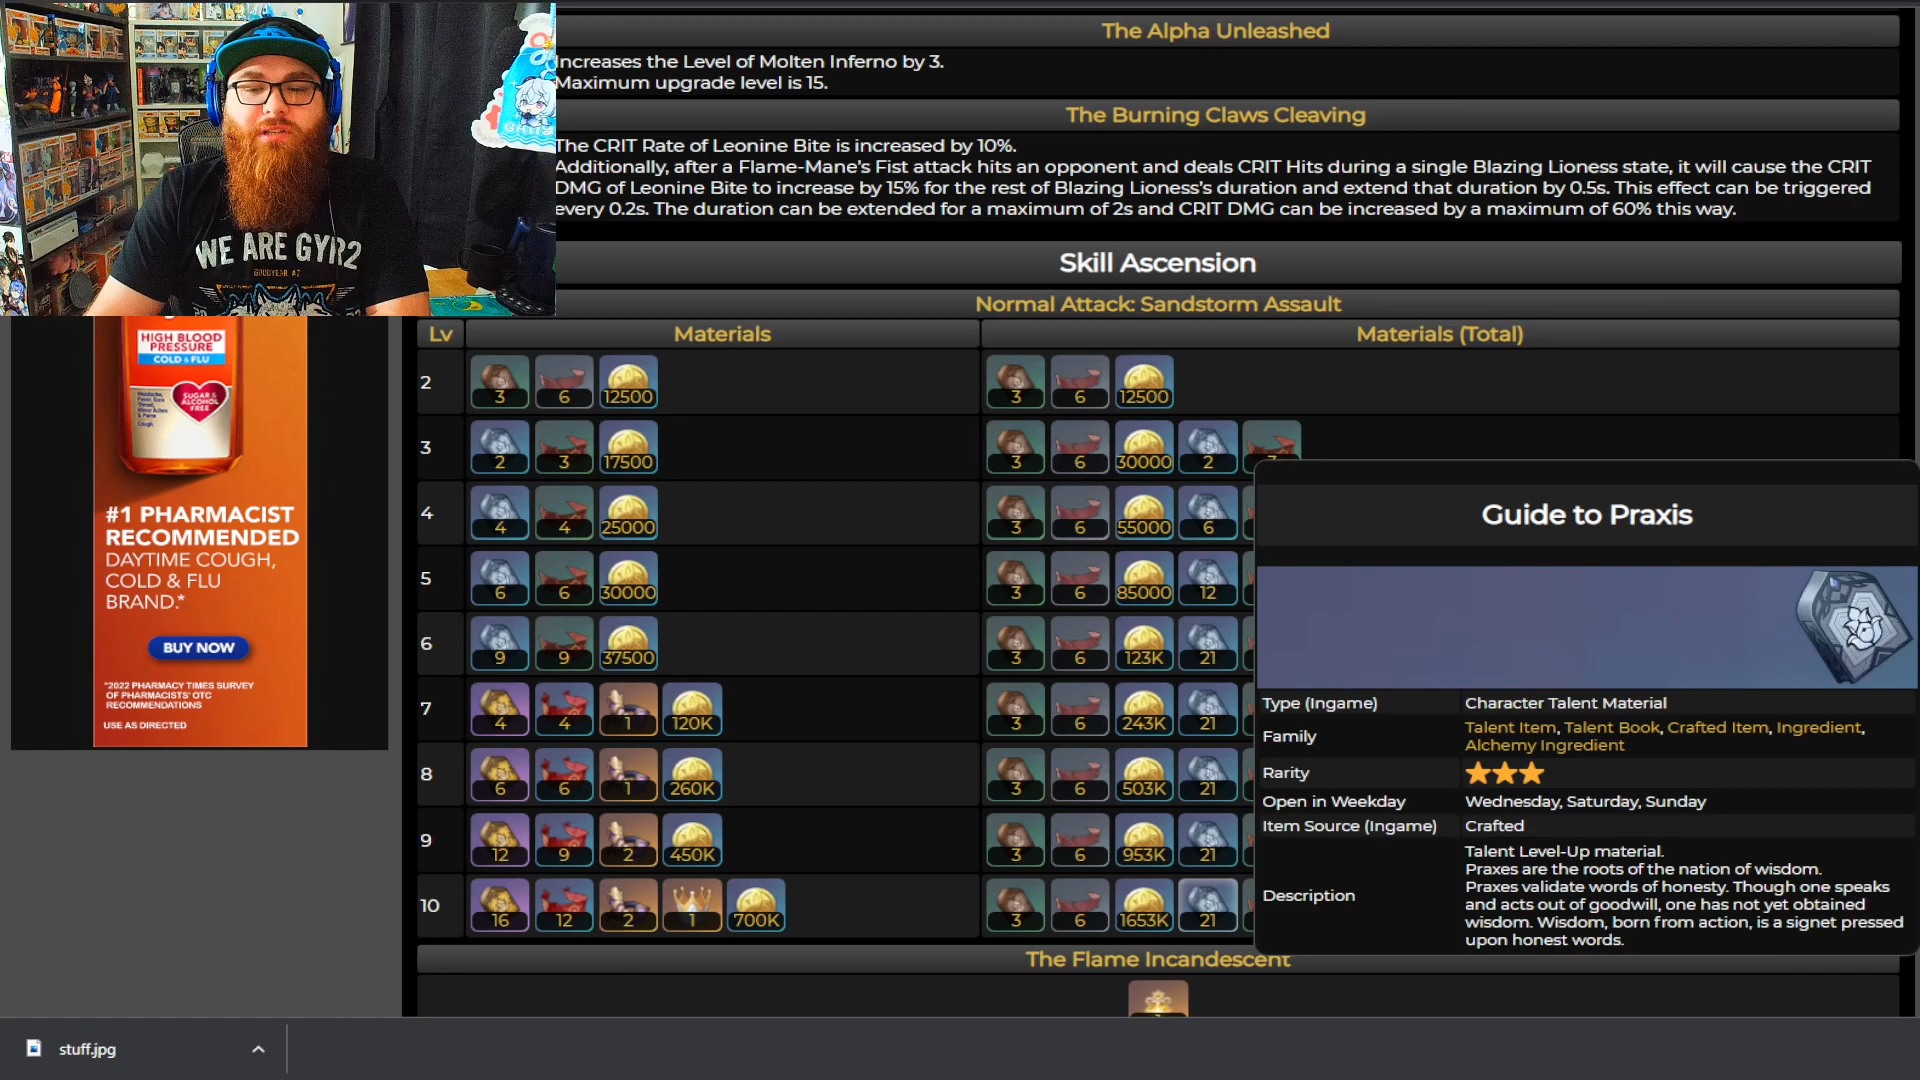 The Alpha Unleashed
Increases the Level of Molten Inferno by 3.
Maximum upgrade level is 15.
The Burning Claws Cleaving
The CRIT Rate of Leonine Bite is increased by 10%.
Additionally, after a Flame-Mane's Fist attack hits an opponent and deals CRIT Hits during a single Blazing Lioness state, it will cause the CRIT
DMG of Leonine Bite to increase by 15% for the rest of Blazing Lioness's duration and extend that duration by 0.5s. This effect can be triggered
every 0.2s. The duration can be extended for a maximum of 2s and CRIT DMG can be increased by a maximum of 60% this way.
WE ARE GYR2
GOODYEAR, AZ
Skill Ascension
Normal Attack: Sandstorm Assault
Lv Materials Materials (Total)
2 3 6 12500 3 6 12500
3 2 3 17500 3 6 30000 2
4 4 4 25000 3 6 55000 6
5 6 6 30000 3 6 85000 12
6 9 9 37500 3 6 123K 21
7 4 4 1 120K 3 6 243K 21
8 6 6 1 260K 3 6 503K 21
9 12 9 2 450K 3 6 953K 21
10 16 12 2 1 700K 3 6 1653K 21
The Flame Incandescent
Guide to Praxis
Type (Ingame) Character Talent Material
Family Talent Item, Talent Book, Crafted Item, Ingredient,
Alchemy Ingredient
Rarity
Open in Weekday Wednesday, Saturday, Sunday
Item Source (Ingame) Crafted
Description Talent Level-Up material.
Praxes are the roots of the nation of wisdom.
Praxes validate words of honesty. Though one speaks
and acts out of goodwill, one has not yet obtained
wisdom. Wisdom, born from action, is a signet pressed
upon honest words.
HIGH BLOOD
PRESSURE
COLD & FLU
SUGAR &
ALCOHOL
FREE
#1 PHARMACIST
RECOMMENDED
DAYTIME COUGH,
COLD & FLU
BRAND.*
BUY NOW
*2022 PHARMACY TIMES SURVEY
OF PHARMACISTS' OTC
RECOMMENDATIONS
USE AS DIRECTED
stuff.jpg